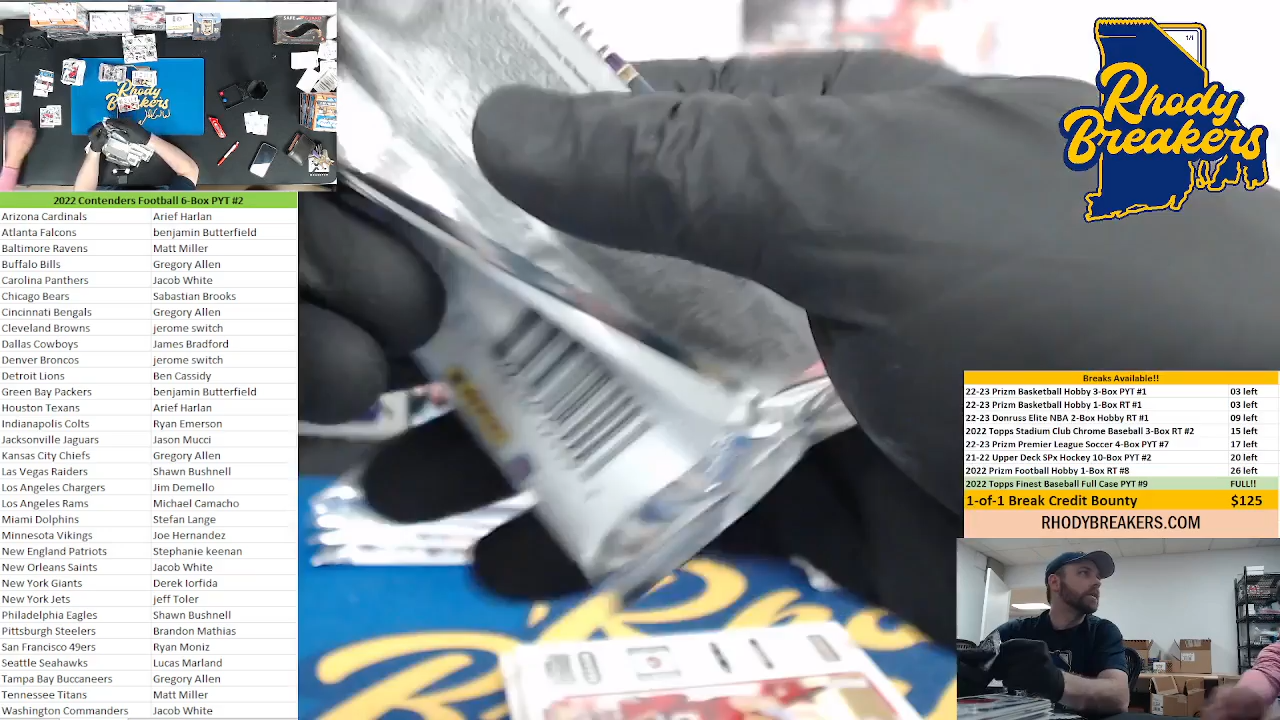 2022 Contenders Football 6-Box PYT #2
Arizona Cardinals Arief Harlan
Atlanta Falcons benjamin Butterfield
Baltimore Ravens Matt Miller
Buffalo Bills Gregory Allen
Carolina Panthers Jacob White
Chicago Bears Sabastian Brooks
Cincinnati Bengals Gregory Allen
Cleveland Browns jerome switch
Dallas Cowboys James Bradford
Denver Broncos jerome switch
Detroit Lions Ben Cassidy
Green Bay Packers benjamin Butterfield
Houston Texans Arief Harlan
Indianapolis Colts Ryan Emerson
Jacksonville Jaguars Jason Mucci
Kansas City Chiefs Gregory Allen
Las Vegas Raiders Shawn Bushnell
Los Angeles Chargers Jim Demello
Los Angeles Rams Michael Camacho
Miami Dolphins Stefan Lange
Minnesota Vikings Joe Hernandez
New England Patriots Stephanie keenan
New Orleans Saints Jacob White
New York Giants Derek Iorfida
New York Jets jeff Toler
Philadelphia Eagles Shawn Bushnell
Pittsburgh Steelers Brandon Mathias
San Francisco 49ers Ryan Moniz
Seattle Seahawks Lucas Marland
Tampa Bay Buccaneers Gregory Allen
Tennessee Titans Matt Miller
Washington Commanders Jacob White
1/1
Rhody
Breakers
Breaks Available!!
22-23 Prizm Basketball Hobby 3-Box PYT #1 03 left
22-23 Prizm Basketball Hobby 1-Box RT #1 03 left
22-23 Donruss Elite NBA 2-Box Hobby RT #1 09 left
2022 Topps Stadium Club Chrome Baseball 3-Box RT #2 15 left
22-23 Prizm Premier League Soccer 4-Box PYT #7 17 left
21-22 Upper Deck SPx Hockey 10-Box PYT #2 20 left
2022 Prizm Football Hobby 1-Box RT #8 26 left
2022 Topps Finest Baseball Full Case PYT #9 FULL!!
1-of-1 Break Credit Bounty $125
RHODYBREAKERS.COM
Rhody
Breakers